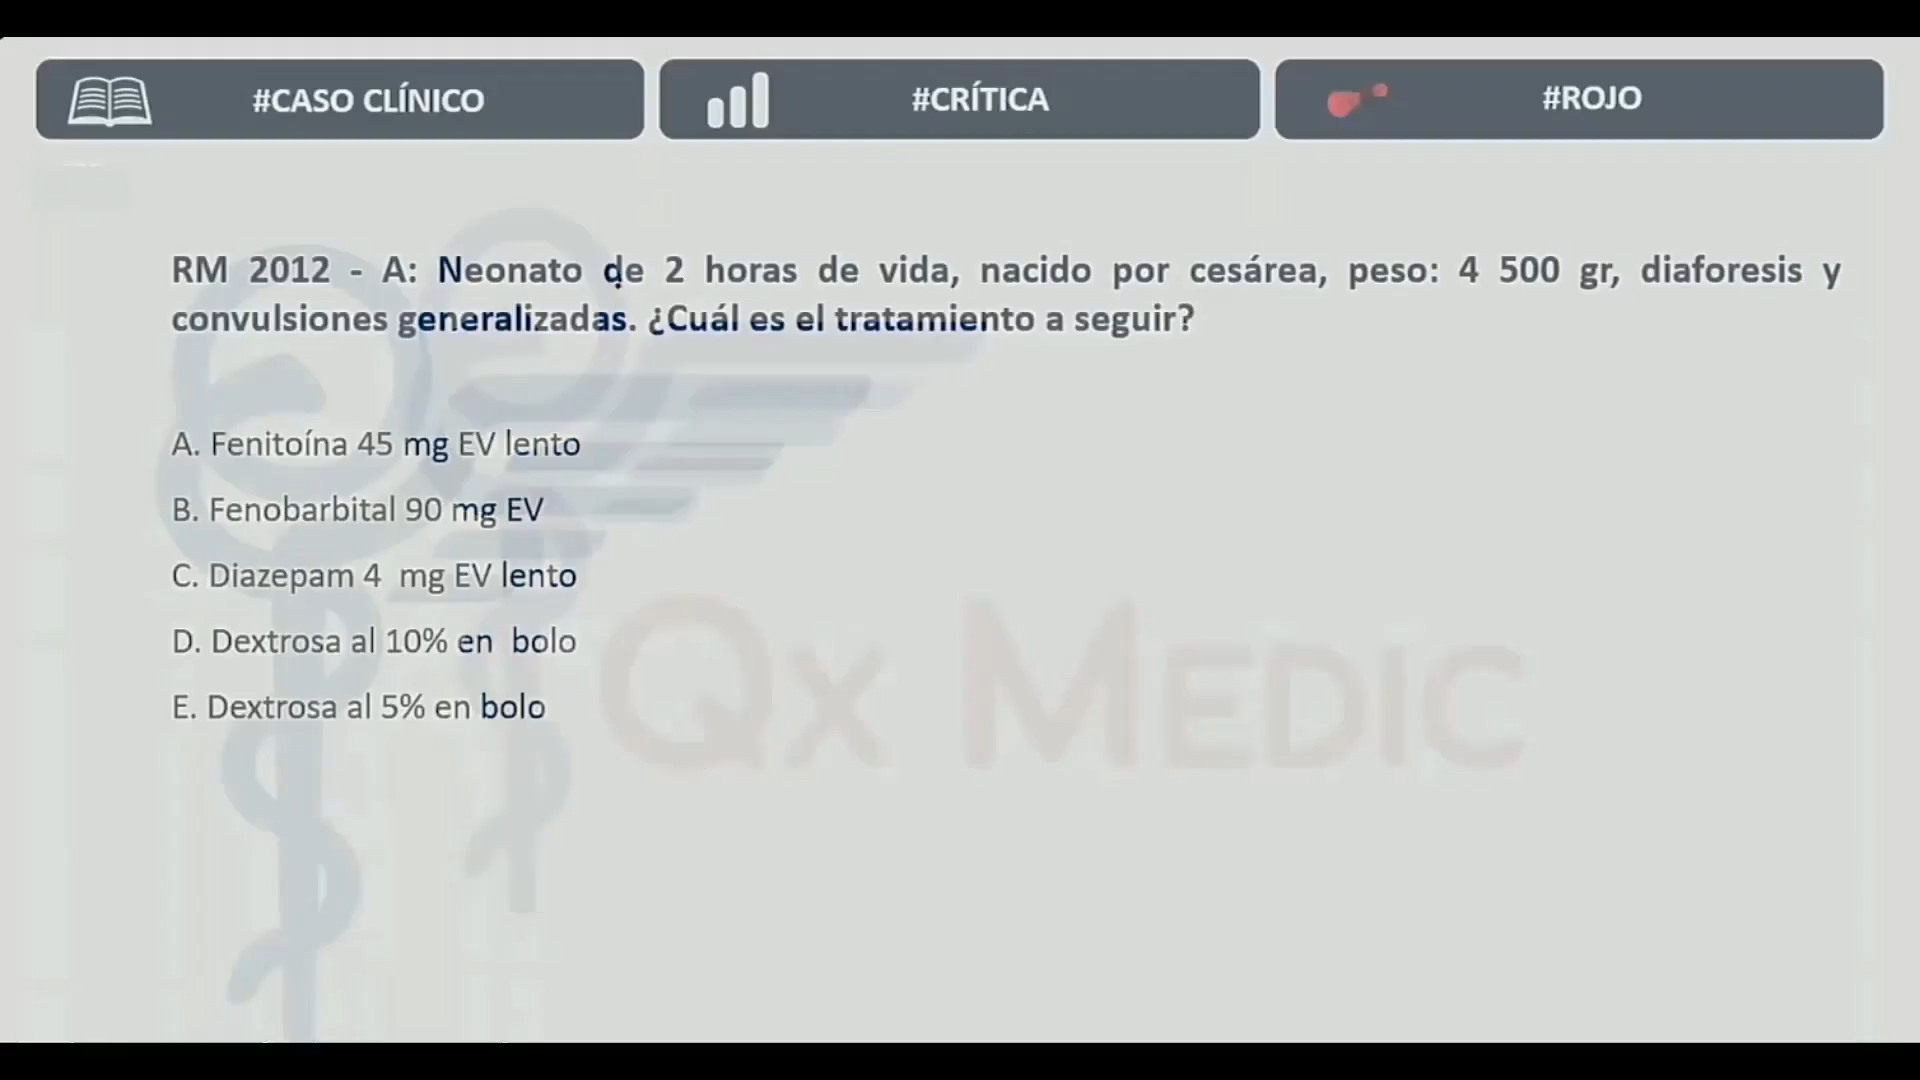 #CASO CLÍNICO
#CRÍTICA
#ROJO
RM 2012 - A: Neonato de 2 horas de vida, nacido por cesárea, peso: 4 500 gr, diaforesis y
convulsiones generalizadas. ¿Cuál es el tratamiento a seguir?
A. Fenitoína 45 mg EV lento
B. Fenobarbital 90 mg EV
C. Diazepam 4 mg EV lento
D. Dextrosa al 10% en bolo
E. Dextrosa al 5% en bolo
QX MEDIC